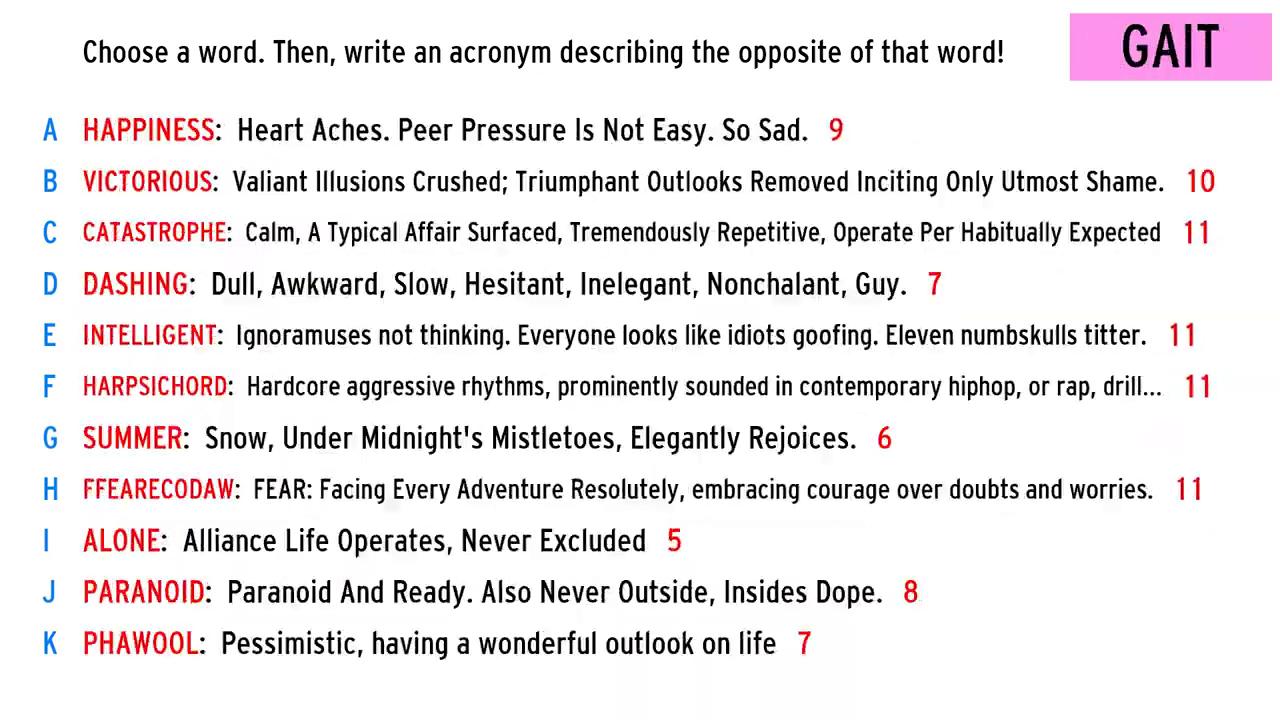 Choose a word. Then, write an acronym describing the opposite of that word!
GAIT
A HAPPINESS: Heart Aches. Peer Pressure Is Not Easy. So Sad. 9
B VICTORIOUS: Valiant Illusions Crushed; Triumphant Outlooks Removed Inciting Only Utmost Shame. 10
C CATASTROPHE: Calm, A Typical Affair Surfaced, Tremendously Repetitive, Operate Per Habitually Expected 11
D DASHING: Dull, Awkward, Slow, Hesitant, Inelegant, Nonchalant, Guy. 7
E INTELLIGENT: Ignoramuses not thinking. Everyone looks like idiots goofing. Eleven numbskulls titter. 11
F HARPSICHORD: Hardcore aggressive rhythms, prominently sounded in contemporary hiphop, or rap, drill... 11
G SUMMER: Snow, Under Midnight's Mistletoes, Elegantly Rejoices. 6
H FFEARECODAW: FEAR: Facing Every Adventure Resolutely, embracing courage over doubts and worries. 11
I ALONE: Alliance Life Operates, Never Excluded 5
J PARANOID: Paranoid And Ready. Also Never Outside, Insides Dope. 8
K PHAWOOL: Pessimistic, having a wonderful outlook on life 7